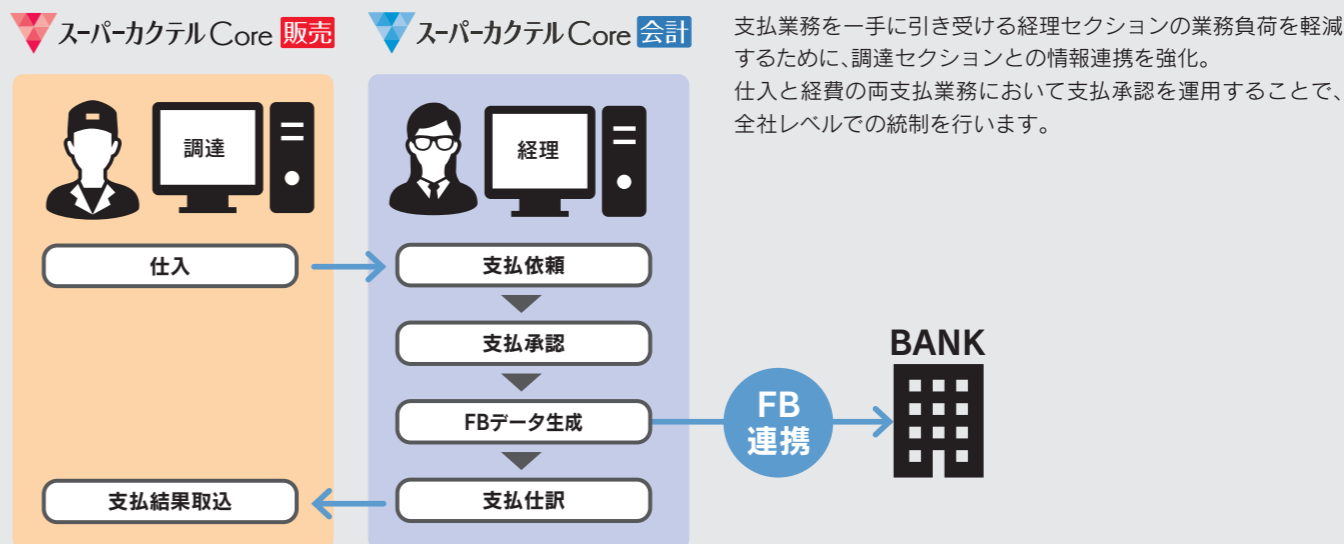 スーパーカクテルCore 販売
スーパーカクテルCore 会計
支払業務を一手に引き受ける経理セクションの業務負荷を軽減
するために、調達セクションとの情報連携を強化。
仕入と経費の両支払業務において支払承認を運用することで、
全社レベルでの統制を行います。
調達
経理
仕入
支払依頼
支払承認
FBデータ生成
FB
連携
BANK
支払結果取込
支払仕訳